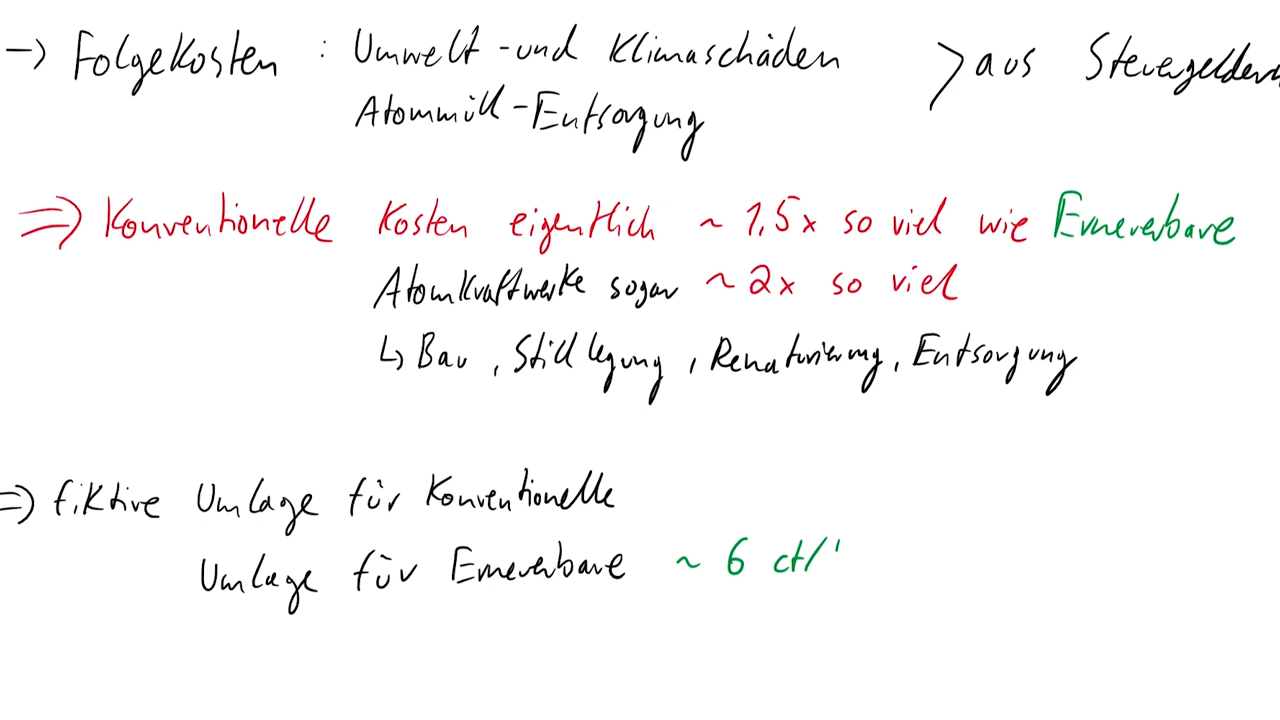 → Folgekosten : Umwelt- und Klimaschäden > aus Steuergeldern
Atommüll-Entsorgung
⇒ Konventionelle kosten eigentlich ~ 1,5x so viel wie Erneuerbare
Atomkraftwerke sogar ~ 2x so viel
↳ Bau, Stilllegung, Renaturierung, Entsorgung
⇒ fiktive Umlage für Konventionelle
Umlage für Erneuerbare ~ 6 ct/